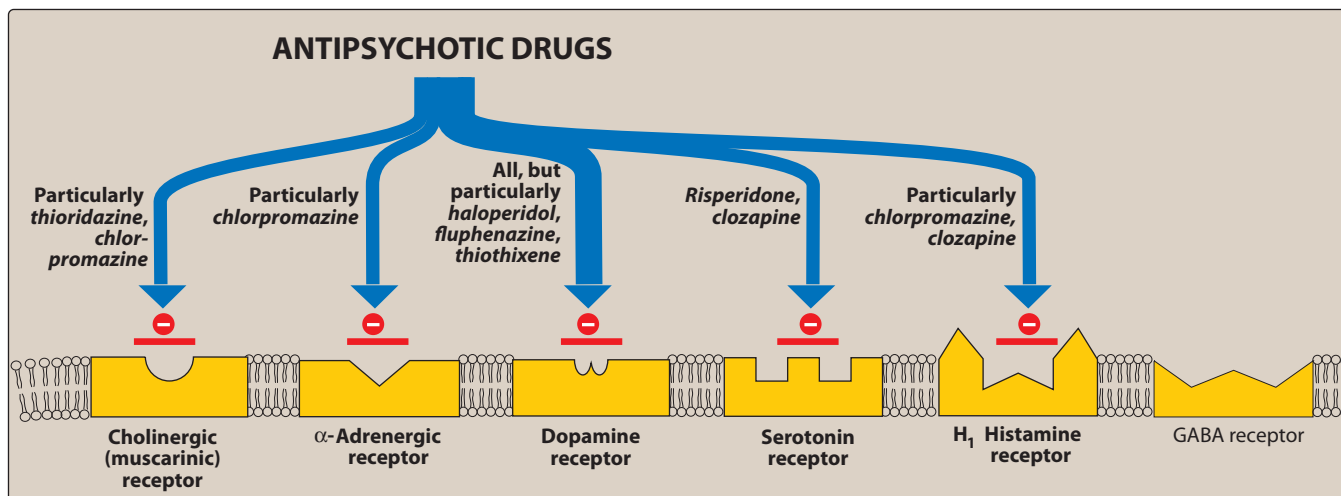 ANTIPSYCHOTIC DRUGS
Particularly
thioridazine,
chlor-
promazine
Particularly
chlorpromazine
All, but
particularly
haloperidol,
fluphenazine,
thiothixene
Risperidone,
clozapine
Particularly
chlorpromazine,
clozapine
Cholinergic
(muscarinic)
receptor
α-Adrenergic
receptor
Dopamine
receptor
Serotonin
receptor
H1 Histamine
receptor
GABA receptor